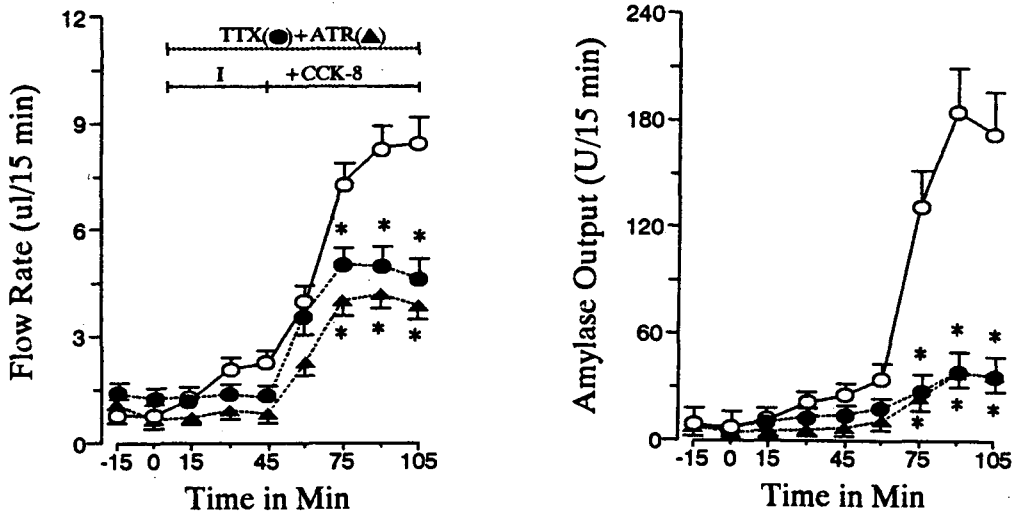 12
9
6
3
0
Flow Rate (ul/15 min)
TTX(●)+ATR(▲)
I
+CCK-8
*
*
*
*
*
*
-15 0 15 45 75 105
Time in Min
240
180
120
60
0
Amylase Output (U/15 min)
*
*
*
*
*
*
-15 0 15 45 75 105
Time in Min